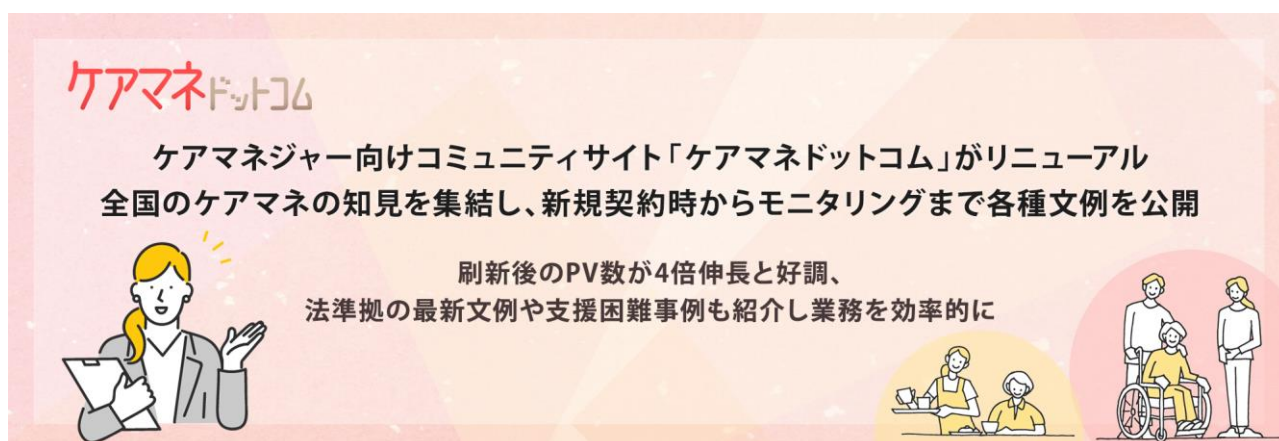 ケアマネドットコム
ケアマネジャー向けコミュニティサイト「ケアマネドットコム」がリニューアル
全国のケアマネの知見を集結し、新規契約時からモニタリングまで各種文例を公開
刷新後のPV数が4倍伸長と好調、
法準拠の最新文例や支援困難事例も紹介し業務を効率的に